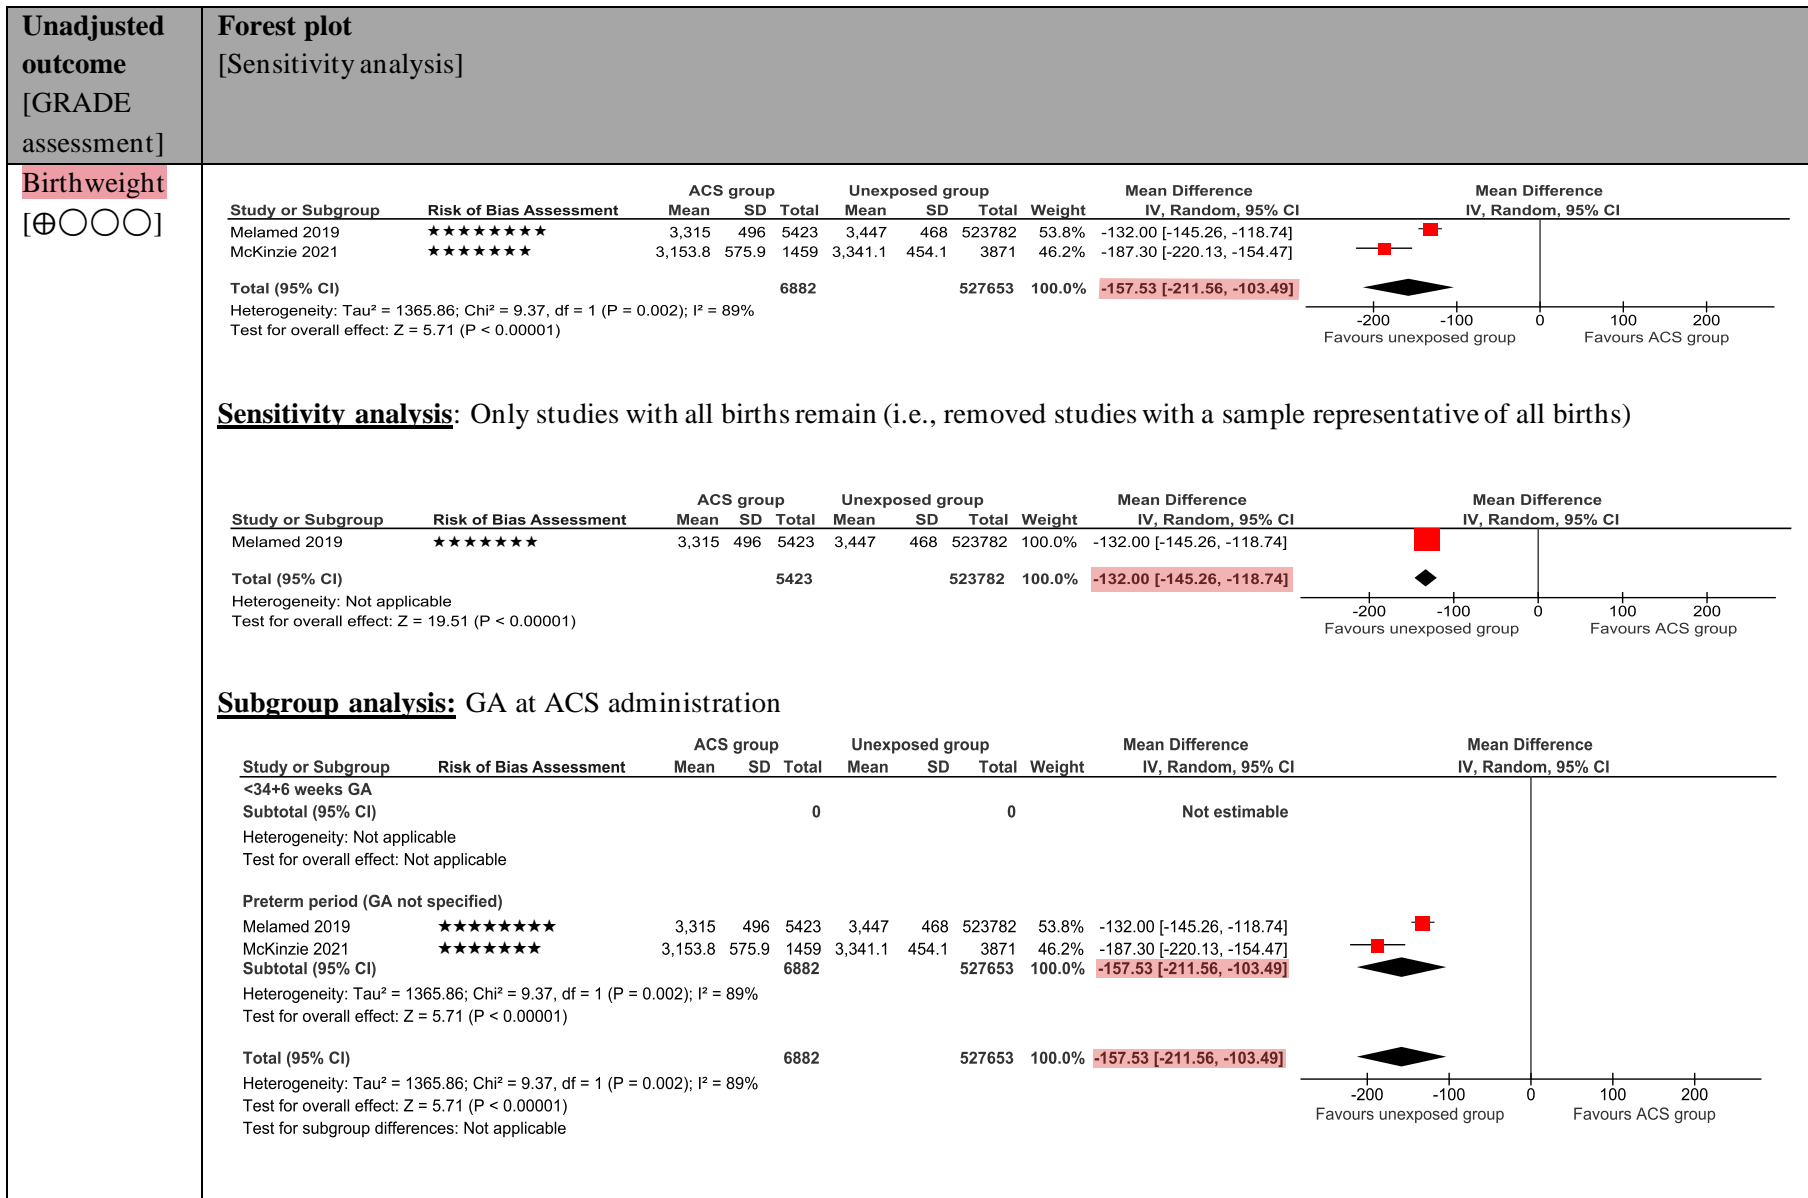 Unadjusted outcome [GRADE assessment]
Forest plot
[Sensitivity analysis]
Birthweight
[⊕◯◯◯]
ACS group Unexposed group Mean Difference Mean Difference
Study or Subgroup Risk of Bias Assessment Mean SD Total Mean SD Total Weight IV, Random, 95% CI IV, Random, 95% CI
Melamed 2019 ★★★★★★★★ 3,315 496 5423 3,447 468 523782 53.8% -132.00 [-145.26, -118.74]
McKinzie 2021 ★★★★★★★ 3,153.8 575.9 1459 3,341.1 454.1 3871 46.2% -187.30 [-220.13, -154.47]
Total (95% CI) 6882 527653 100.0% -157.53 [-211.56, -103.49]
Heterogeneity: Tau² = 1365.86; Chi² = 9.37, df = 1 (P = 0.002); I² = 89%
Test for overall effect: Z = 5.71 (P < 0.00001)
-200 -100 0 100 200
Favours unexposed group Favours ACS group
Sensitivity analysis: Only studies with all births remain (i.e., removed studies with a sample representative of all births)
ACS group Unexposed group Mean Difference Mean Difference
Study or Subgroup Risk of Bias Assessment Mean SD Total Mean SD Total Weight IV, Random, 95% CI IV, Random, 95% CI
Melamed 2019 ★★★★★★★ 3,315 496 5423 3,447 468 523782 100.0% -132.00 [-145.26, -118.74]
Total (95% CI) 5423 523782 100.0% -132.00 [-145.26, -118.74]
Heterogeneity: Not applicable
Test for overall effect: Z = 19.51 (P < 0.00001)
-200 -100 0 100 200
Favours unexposed group Favours ACS group
Subgroup analysis: GA at ACS administration
ACS group Unexposed group Mean Difference Mean Difference
Study or Subgroup Risk of Bias Assessment Mean SD Total Mean SD Total Weight IV, Random, 95% CI IV, Random, 95% CI
<34+6 weeks GA
Subtotal (95% CI) 0 0 Not estimable
Heterogeneity: Not applicable
Test for overall effect: Not applicable
Preterm period (GA not specified)
Melamed 2019 ★★★★★★★★ 3,315 496 5423 3,447 468 523782 53.8% -132.00 [-145.26, -118.74]
McKinzie 2021 ★★★★★★★ 3,153.8 575.9 1459 3,341.1 454.1 3871 46.2% -187.30 [-220.13, -154.47]
Subtotal (95% CI) 6882 527653 100.0% -157.53 [-211.56, -103.49]
Heterogeneity: Tau² = 1365.86; Chi² = 9.37, df = 1 (P = 0.002); I² = 89%
Test for overall effect: Z = 5.71 (P < 0.00001)
Total (95% CI) 6882 527653 100.0% -157.53 [-211.56, -103.49]
Heterogeneity: Tau² = 1365.86; Chi² = 9.37, df = 1 (P = 0.002); I² = 89%
Test for overall effect: Z = 5.71 (P < 0.00001)
Test for subgroup differences: Not applicable
-200 -100 0 100 200
Favours unexposed group Favours ACS group